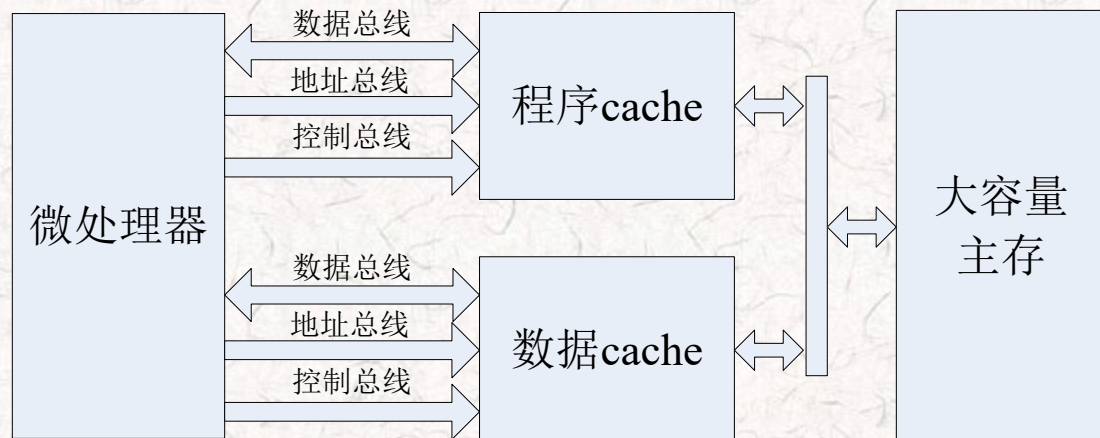 数据总线
地址总线
控制总线
程序cache
微处理器
大容量
主存
数据总线
地址总线
控制总线
数据cache